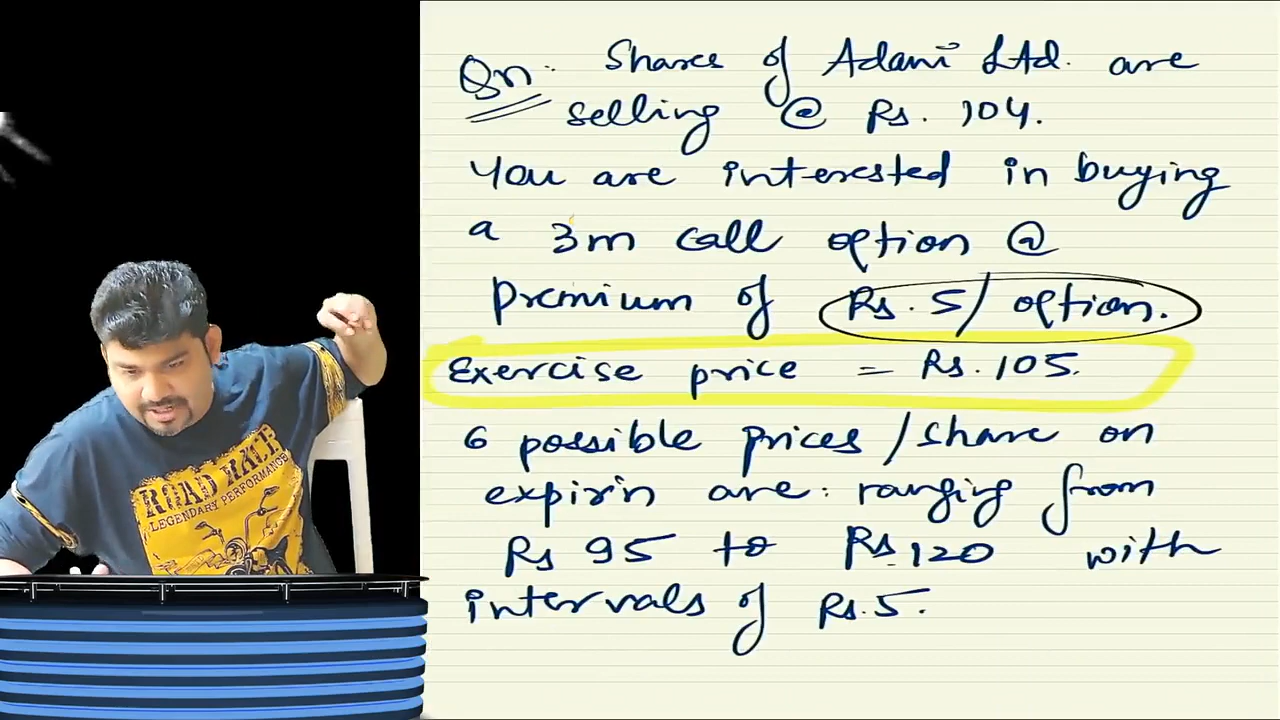 Qn: Shares of Adani Ltd. are
selling @ Rs. 104.
You are interested in buying
a 3m call option @
premium of Rs. 5/option.
Exercise price = Rs. 105.
6 possible prices/share on
expirin are: ranging from
Rs 95 to Rs. 120 with
intervals of Rs. 5.
ROAD MALE
LEGENDARY PERFORMANCE